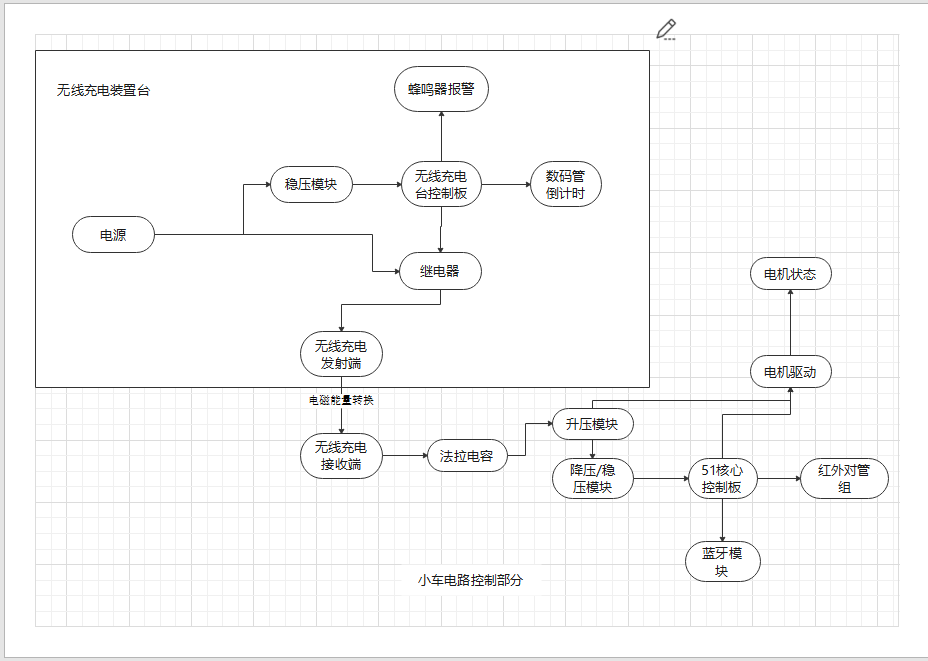 无线充电装置台
蜂鸣器报警
稳压模块
无线充电
台控制板
数码管
倒计时
电源
继电器
电机状态
无线充电
发射端
电机驱动
电磁能量转换
升压模块
无线充电
接收端
法拉电容
降压/稳
压模块
51核心
控制板
红外对管
组
蓝牙模
块
小车电路控制部分